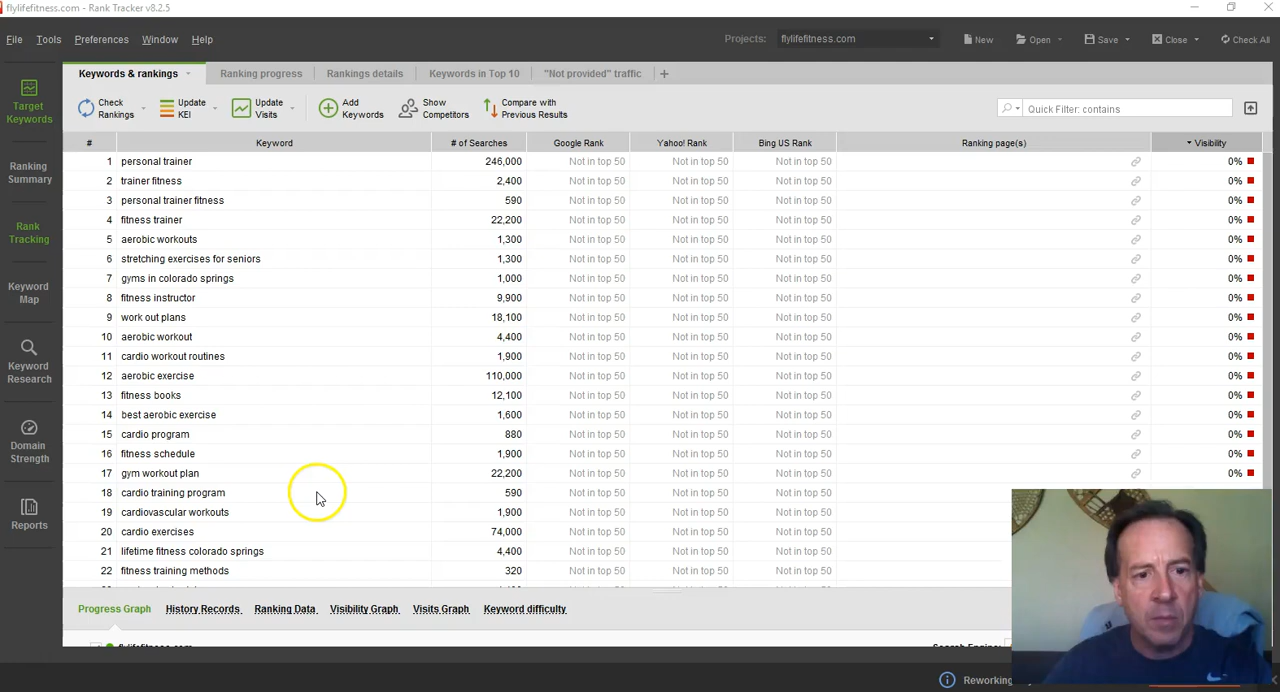 flylifefitness.com - Rank Tracker v8.2.5
File Tools Preferences Window Help
Projects: flylifefitness.com New Open Save Close Check All
Keywords & rankings Ranking progress Rankings details Keywords in Top 10 "Not provided" traffic +
Check Rankings Update KEI Update Visits Add Keywords Show Competitors Compare with Previous Results Quick Filter: contains
Target Keywords
Ranking Summary
Rank Tracking
Keyword Map
Keyword Research
Domain Strength
Reports
# Keyword # of Searches Google Rank Yahoo! Rank Bing US Rank Ranking page(s) Visibility
1 personal trainer 246,000 Not in top 50 Not in top 50 Not in top 50 0%
2 trainer fitness 2,400 Not in top 50 Not in top 50 Not in top 50 0%
3 personal trainer fitness 590 Not in top 50 Not in top 50 Not in top 50 0%
4 fitness trainer 22,200 Not in top 50 Not in top 50 Not in top 50 0%
5 aerobic workouts 1,300 Not in top 50 Not in top 50 Not in top 50 0%
6 stretching exercises for seniors 1,300 Not in top 50 Not in top 50 Not in top 50 0%
7 gyms in colorado springs 1,000 Not in top 50 Not in top 50 Not in top 50 0%
8 fitness instructor 9,900 Not in top 50 Not in top 50 Not in top 50 0%
9 work out plans 18,100 Not in top 50 Not in top 50 Not in top 50 0%
10 aerobic workout 4,400 Not in top 50 Not in top 50 Not in top 50 0%
11 cardio workout routines 1,900 Not in top 50 Not in top 50 Not in top 50 0%
12 aerobic exercise 110,000 Not in top 50 Not in top 50 Not in top 50 0%
13 fitness books 12,100 Not in top 50 Not in top 50 Not in top 50 0%
14 best aerobic exercise 1,600 Not in top 50 Not in top 50 Not in top 50 0%
15 cardio program 880 Not in top 50 Not in top 50 Not in top 50 0%
16 fitness schedule 1,900 Not in top 50 Not in top 50 Not in top 50 0%
17 gym workout plan 22,200 Not in top 50 Not in top 50 Not in top 50 0%
18 cardio training program 590 Not in top 50 Not in top 50 Not in top 50
19 cardiovascular workouts 1,900 Not in top 50 Not in top 50 Not in top 50
20 cardio exercises 74,000 Not in top 50 Not in top 50 Not in top 50
21 lifetime fitness colorado springs 4,400 Not in top 50 Not in top 50 Not in top 50
22 fitness training methods 320 Not in top 50 Not in top 50 Not in top 50
Progress Graph History Records Ranking Data Visibility Graph Visits Graph Keyword difficulty
flylifefitness.com Search Engine:
Reworking